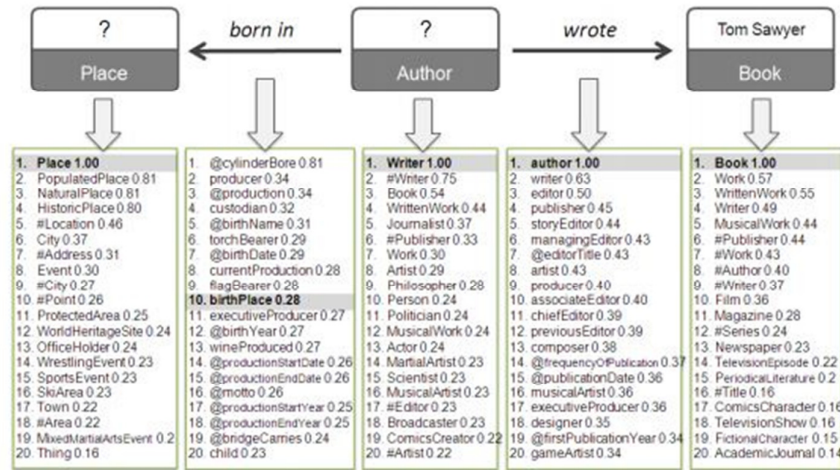 ?
born in
?
wrote
Tom Sawyer
Place
Author
Book
1. Place 1.00
2. PopulatedPlace 0.81
3. NaturalPlace 0.81
4. HistoricPlace 0.80
5. #Location 0.46
6. City 0.37
7. #Address 0.31
8. Event 0.30
9. #City 0.27
10. #Point 0.26
11. ProtectedArea 0.25
12. WorldHeritageSite 0.24
13. OfficeHolder 0.24
14. WrestlingEvent 0.23
15. SportsEvent 0.23
16. SkiArea 0.23
17. Town 0.22
18. #Area 0.22
19. MixedMartialArtsEvent 0.2
20. Thing 0.16
1. @cylinderBore 0.81
2. producer 0.34
3. @production 0.34
4. custodian 0.32
5. @birthName 0.31
6. torchBearer 0.29
7. @birthDate 0.29
8. currentProduction 0.28
9. flagBearer 0.28
10. birthPlace 0.28
11. executiveProducer 0.27
12. @birthYear 0.27
13. wineProduced 0.27
14. @productionStartDate 0.26
15. @productionEndDate 0.26
16. @motto 0.26
17. @productionStartYear 0.25
18. @productionEndYear 0.25
19. @bridgeCarries 0.24
20. child 0.23
1. Writer 1.00
2. #Writer 0.75
3. Book 0.54
4. WrittenWork 0.44
5. Journalist 0.37
6. #Publisher 0.33
7. Work 0.30
8. Artist 0.29
9. Philosopher 0.28
10. Person 0.24
11. Politician 0.24
12. MusicalWork 0.24
13. Actor 0.24
14. MartialArtist 0.23
15. Scientist 0.23
16. MusicalArtist 0.23
17. #Editor 0.23
18. Broadcaster 0.23
19. ComicsCreator 0.22
20. #Artist 0.22
1. author 1.00
2. writer 0.63
3. editor 0.50
4. publisher 0.45
5. storyEditor 0.44
6. managingEditor 0.43
7. @editorTitle 0.43
8. artist 0.43
9. producer 0.40
10. associateEditor 0.40
11. chiefEditor 0.39
12. previousEditor 0.39
13. composer 0.38
14. @frequencyOfPublication 0.37
15. @publicationDate 0.36
16. musicalArtist 0.36
17. executiveProducer 0.36
18. designer 0.35
19. @firstPublicationYear 0.34
20. gameArtist 0.34
1. Book 1.00
2. Work 0.57
3. WrittenWork 0.55
4. Writer 0.49
5. MusicalWork 0.44
6. #Publisher 0.44
7. #Work 0.43
8. #Author 0.40
9. #Writer 0.37
10. Film 0.36
11. Magazine 0.28
12. #Series 0.24
13. Newspaper 0.23
14. TelevisionEpisode 0.22
15. PeriodicalLiterature 0.2
16. #Title 0.16
17. ComicsCharacter 0.16
18. TelevisionShow 0.16
19. FictionalCharacter 0.15
20. AcademicJournal 0.1